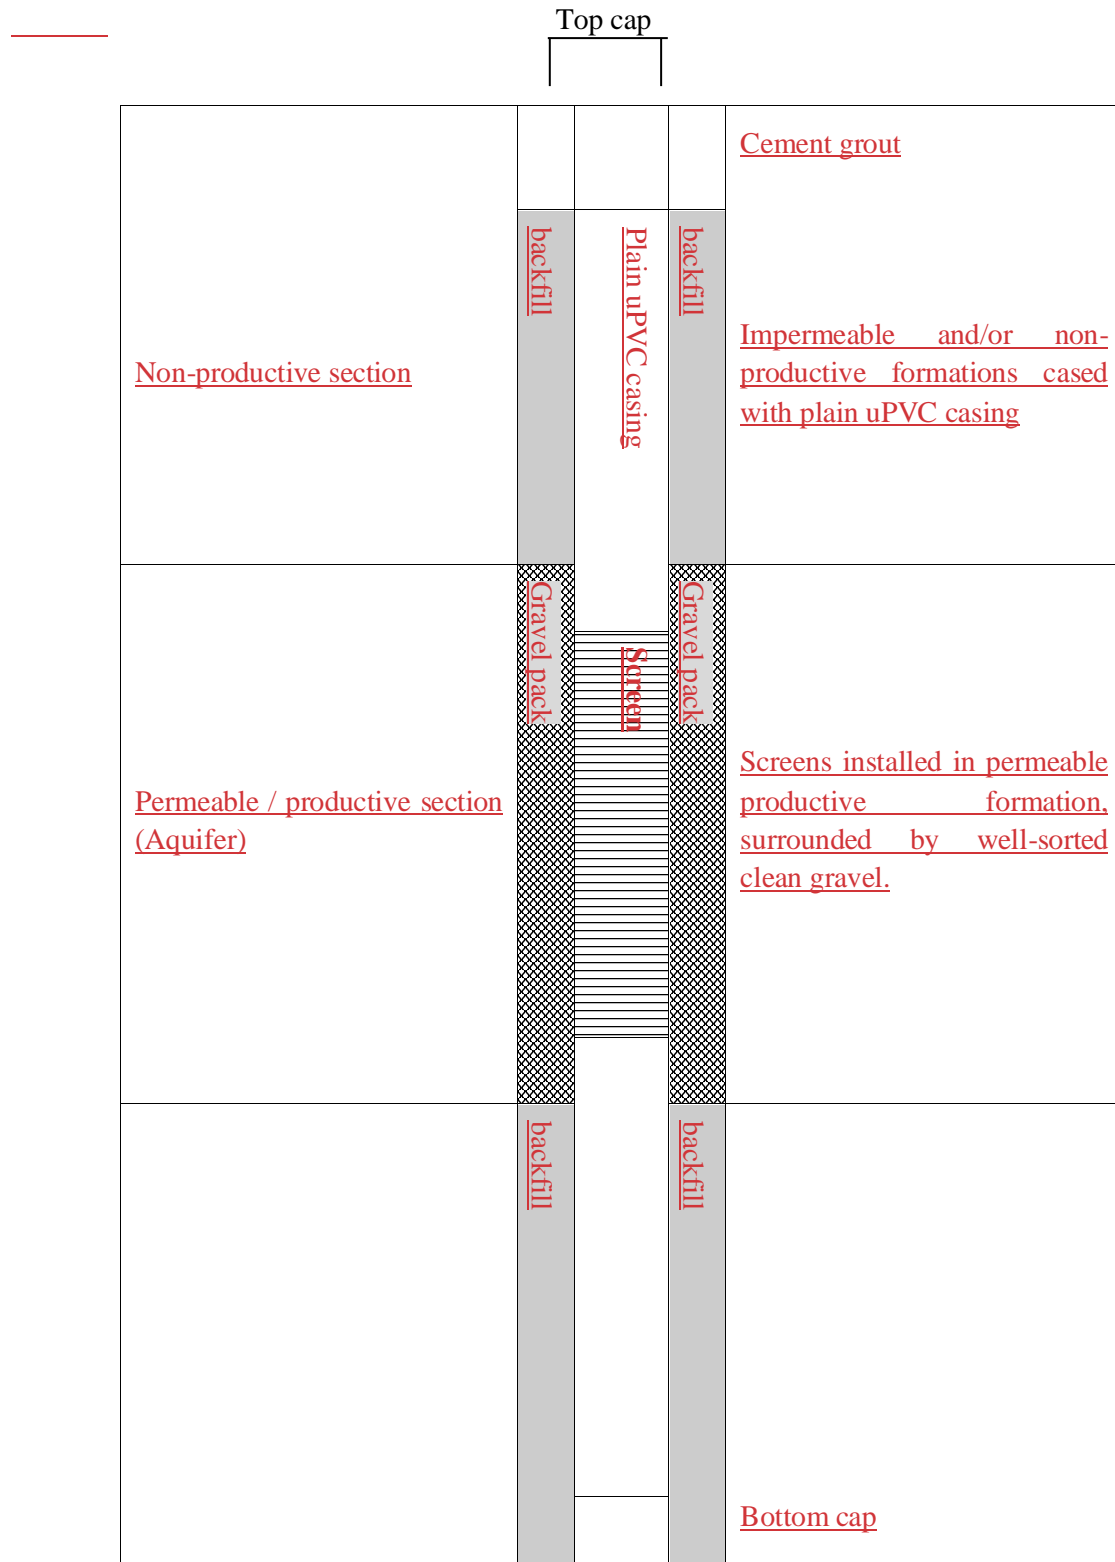 Top cap
Cement grout
backfill
Plain uPVC casing
backfill
Non-productive section
Impermeable and/or non-
productive formations cased
with plain uPVC casing
Gravel pack
Screen
Gravel pack
Permeable / productive section
(Aquifer)
Screens installed in permeable
productive formation,
surrounded by well-sorted
clean gravel.
backfill
backfill
Bottom cap